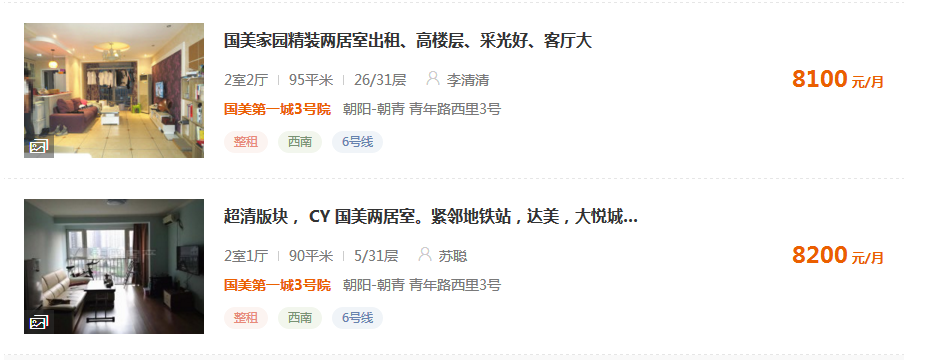 国美家园精装两居室出租、高楼层、采光好、客厅大
2室2厅 95平米 26/31层 李清清
8100 元/月
国美第一城3号院 朝阳-朝青 青年路西里3号
整租 西南 6号线
超清版块， CY 国美两居室。紧邻地铁站，达美，大悦城...
2室1厅 90平米 5/31层 苏聪
8200 元/月
国美第一城3号院 朝阳-朝青 青年路西里3号
整租 西南 6号线